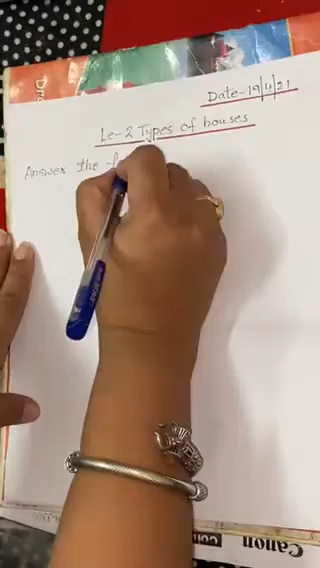 Date-19/4/21
Le-2 Types of houses
Answer the
Canon